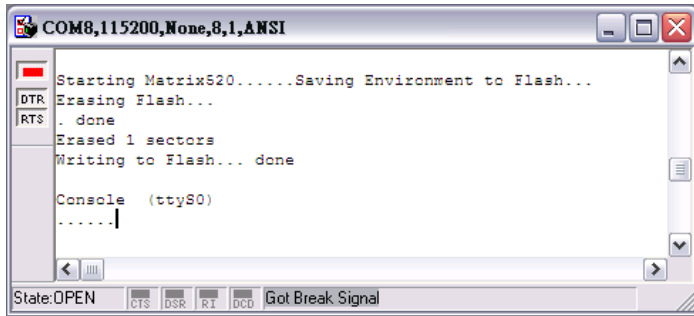 COM8,115200,None,8,1,ANSI
Starting Matrix520......Saving Environment to Flash...
DTR
Erasing Flash...
RTS
. done
Erased 1 sectors
Writing to Flash... done
Console (ttyS0)
......
State:OPEN CTS DSR RI DCD Got Break Signal